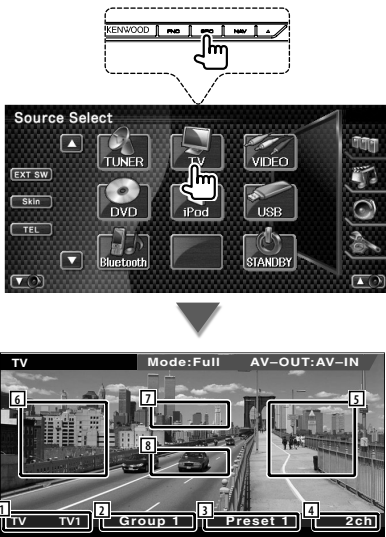 KENWOOD FNC SRC NAV ▲
Source Select
TUNER TV VIDEO
EXT SW
Skin
DVD iPod USB
TEL
Bluetooth STANDBY
TV Mode:Full AV-OUT:AV-IN
6 7 5
8
1 2 3 4
TV TV1 Group 1 Preset 1 2ch